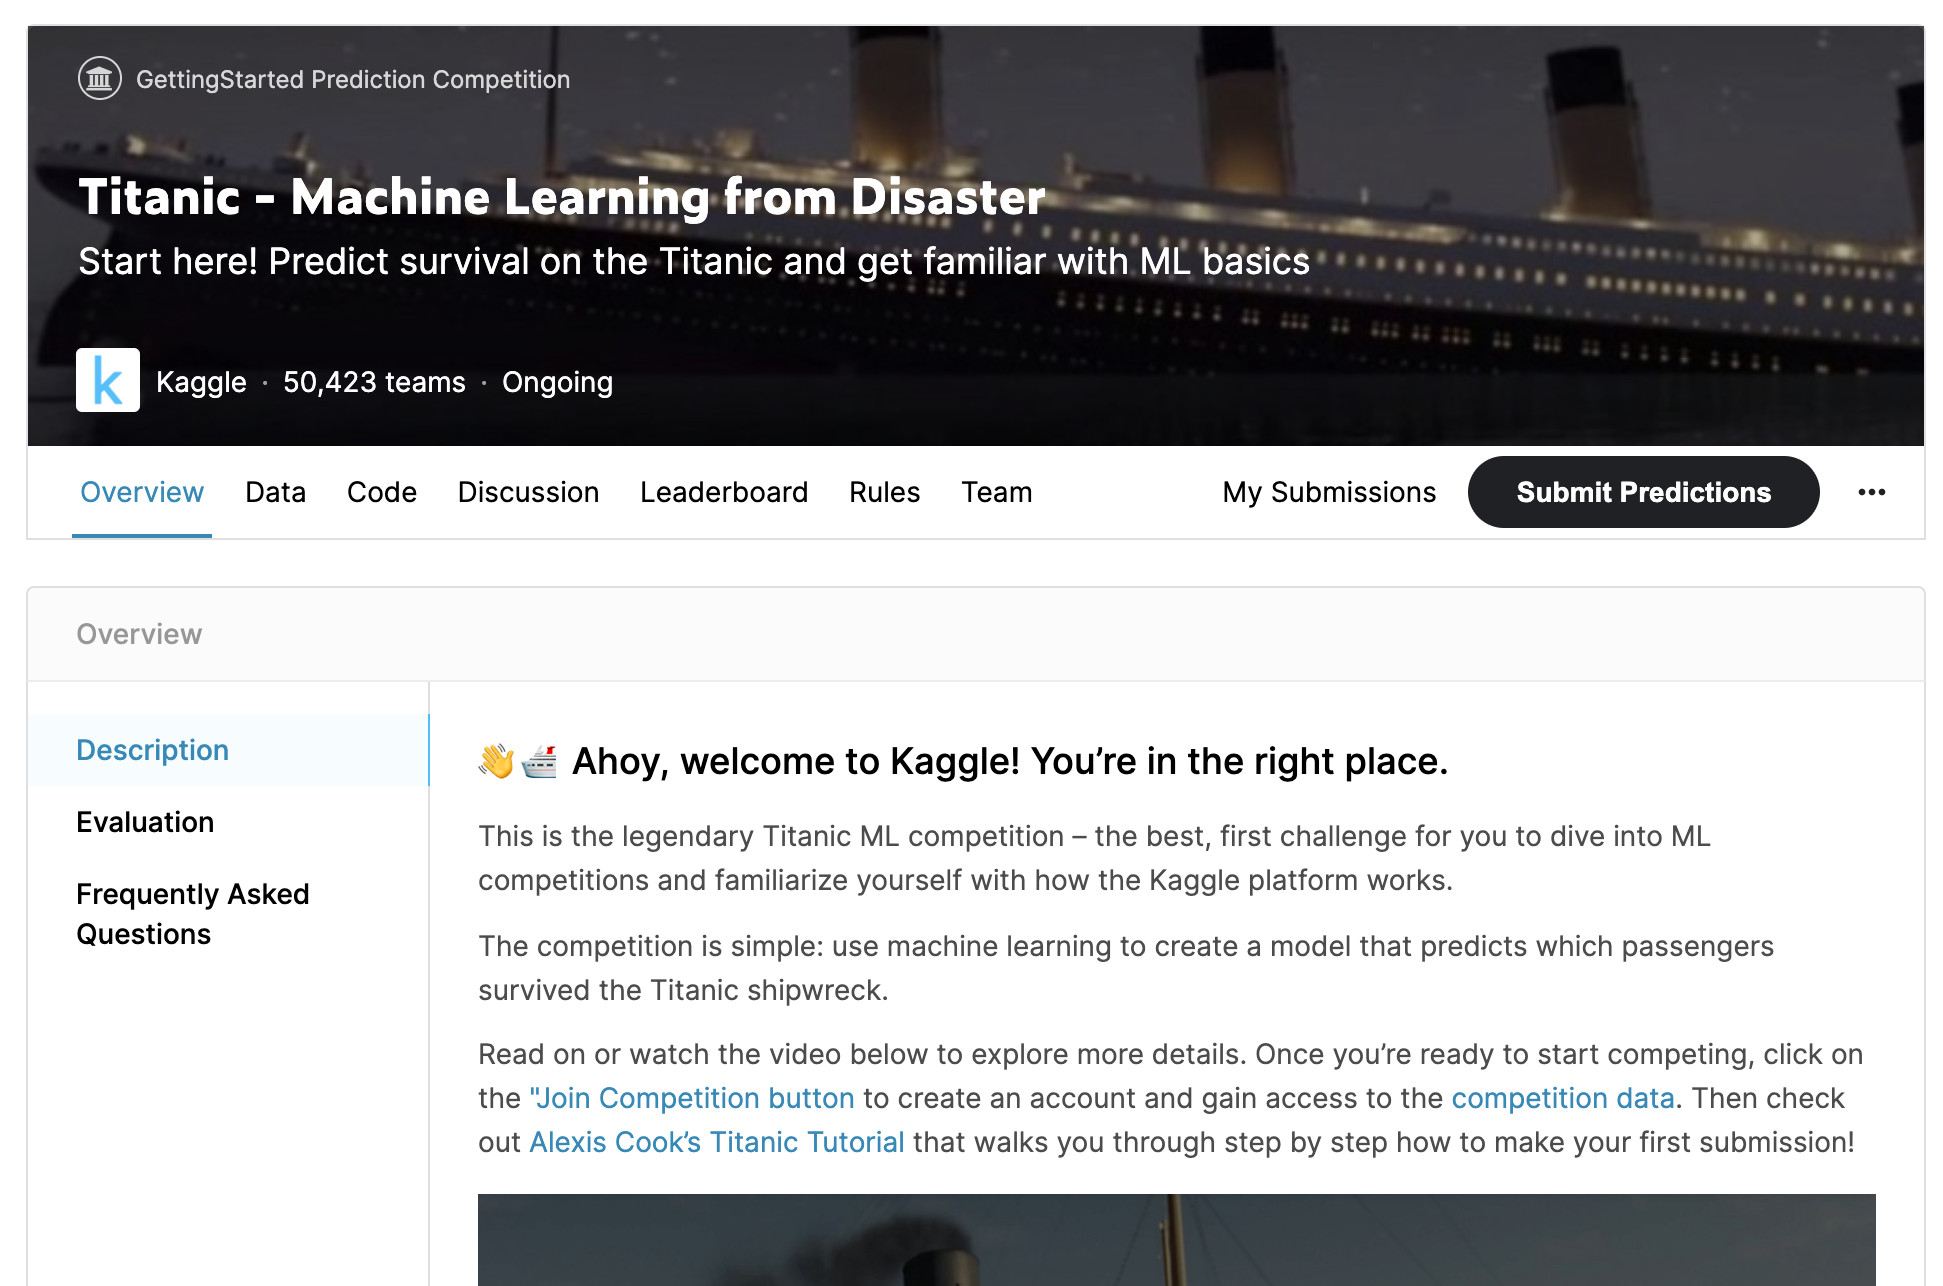 GettingStarted Prediction Competition
Titanic - Machine Learning from Disaster
Start here! Predict survival on the Titanic and get familiar with ML basics
k Kaggle · 50,423 teams · Ongoing
Overview Data Code Discussion Leaderboard Rules Team My Submissions Submit Predictions •••
Overview
Description
Evaluation
Frequently Asked
Questions
👋🛳️ Ahoy, welcome to Kaggle! You’re in the right place.
This is the legendary Titanic ML competition – the best, first challenge for you to dive into ML
competitions and familiarize yourself with how the Kaggle platform works.
The competition is simple: use machine learning to create a model that predicts which passengers
survived the Titanic shipwreck.
Read on or watch the video below to explore more details. Once you’re ready to start competing, click on
the "Join Competition button to create an account and gain access to the competition data. Then check
out Alexis Cook’s Titanic Tutorial that walks you through step by step how to make your first submission!